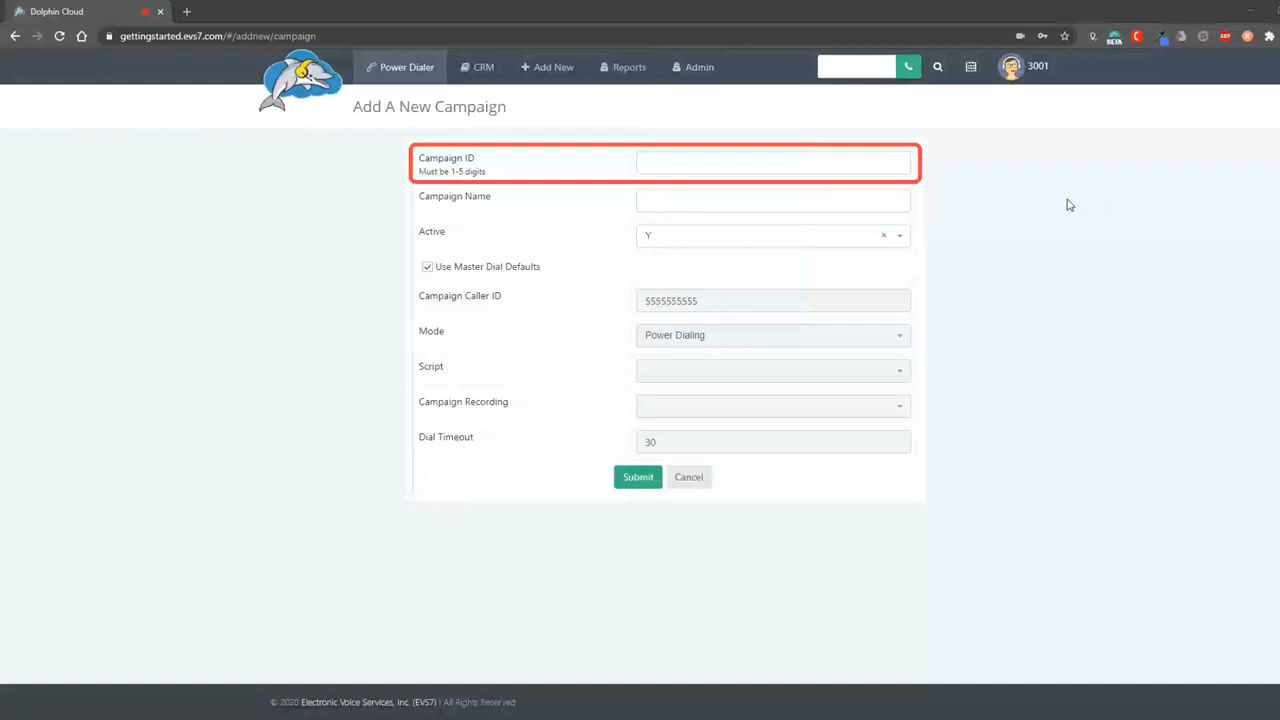 Dolphin Cloud
gettingstarted.evs7.com/#/addnew/campaign
BETA
ABP
Power Dialer CRM Add New Reports Admin 3001
Add A New Campaign
Campaign ID
Must be 1-5 digits
Campaign Name
Active Y
Use Master Dial Defaults
Campaign Caller ID 5555555555
Mode Power Dialing
Script
Campaign Recording
Dial Timeout 30
Submit Cancel
© 2020 Electronic Voice Services, Inc. (EVS7) | All Rights Reserved